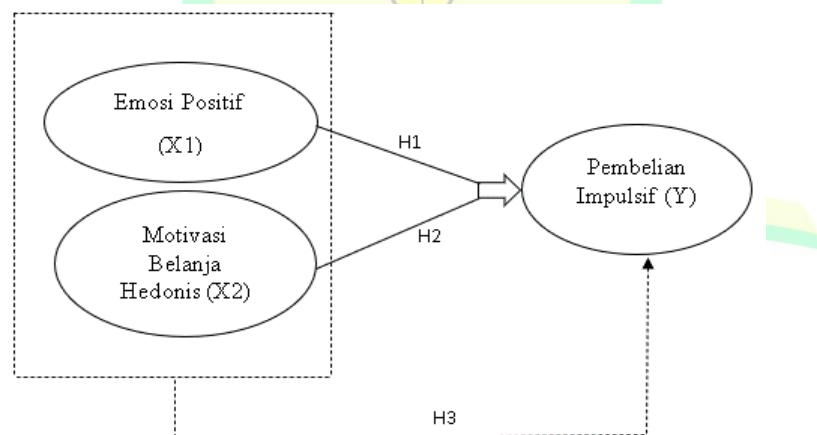 Emosi Positif
(X1)
H1
Pembelian
Impulsif (Y)
Motivasi
Belanja
Hedonis (X2)
H2
H3